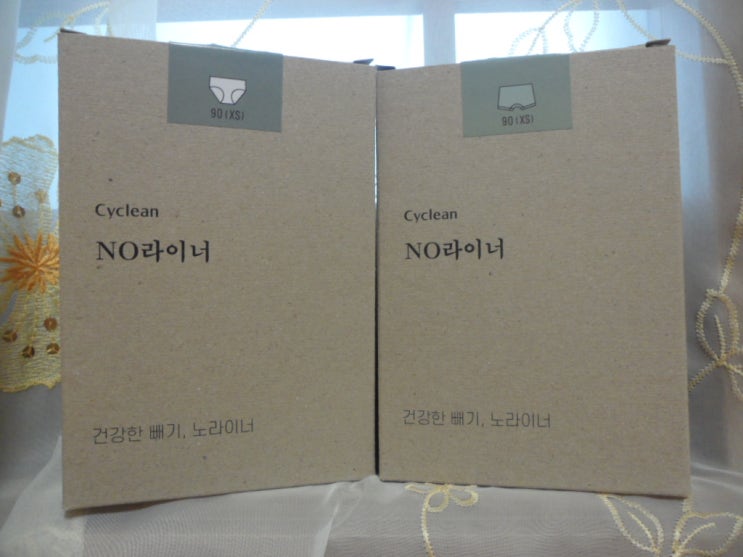 90(XS)
Cyclean
NO라이너
건강한 빼기, 노라이너
90(XS)
Cyclean
NO라이너
건강한 빼기, 노라이너